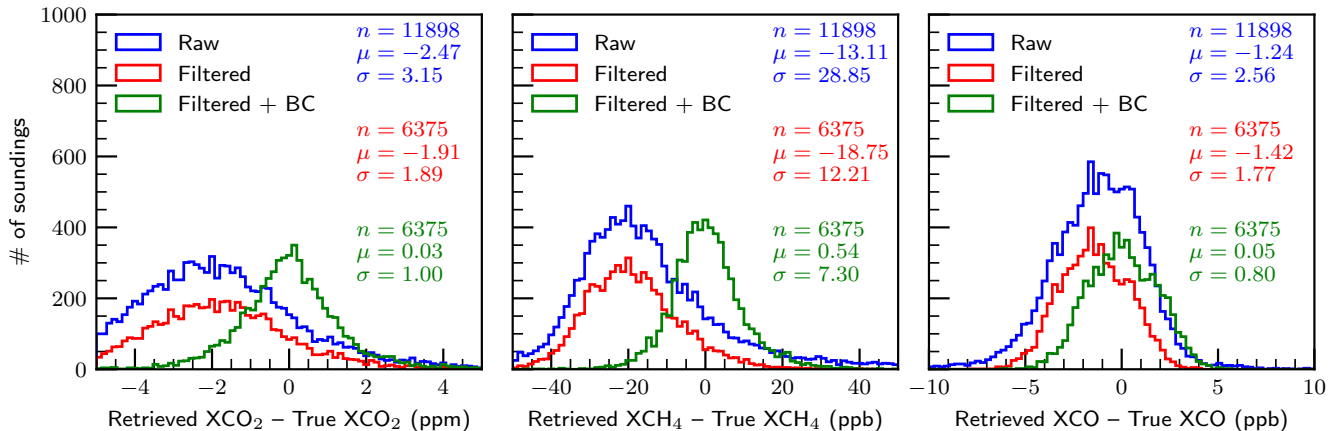 # of soundings
1000
800
600
400
200
0
Raw
Filtered
Filtered + BC
n = 11898
μ = −2.47
σ = 3.15
n = 6375
μ = −1.91
σ = 1.89
n = 6375
μ = 0.03
σ = 1.00
−4 −2 0 2 4
Retrieved XCO₂ – True XCO₂ (ppm)
Raw
Filtered
Filtered + BC
n = 11898
μ = −13.11
σ = 28.85
n = 6375
μ = −18.75
σ = 12.21
n = 6375
μ = 0.54
σ = 7.30
−40 −20 0 20 40
Retrieved XCH₄ – True XCH₄ (ppb)
Raw
Filtered
Filtered + BC
n = 11898
μ = −1.24
σ = 2.56
n = 6375
μ = −1.42
σ = 1.77
n = 6375
μ = 0.05
σ = 0.80
−10 −5 0 5 10
Retrieved XCO – True XCO (ppb)